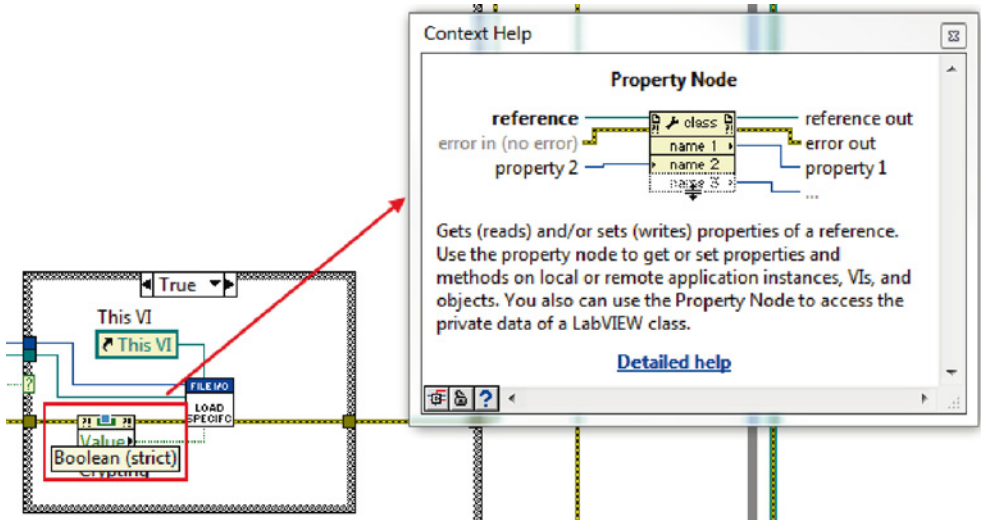 Context Help
Property Node
reference
error in (no error)
property 2
class
name 1
name 2
name 3
reference out
error out
property 1
...
Gets (reads) and/or sets (writes) properties of a reference.
Use the property node to get or set properties and
methods on local or remote application instances, VIs, and
objects. You also can use the Property Node to access the
private data of a LabVIEW class.
Detailed help
?
True
This VI
This VI
?
FILE I/O
LOAD
SPECIFC
?! ?!
Value
Boolean (strict)
Crypting